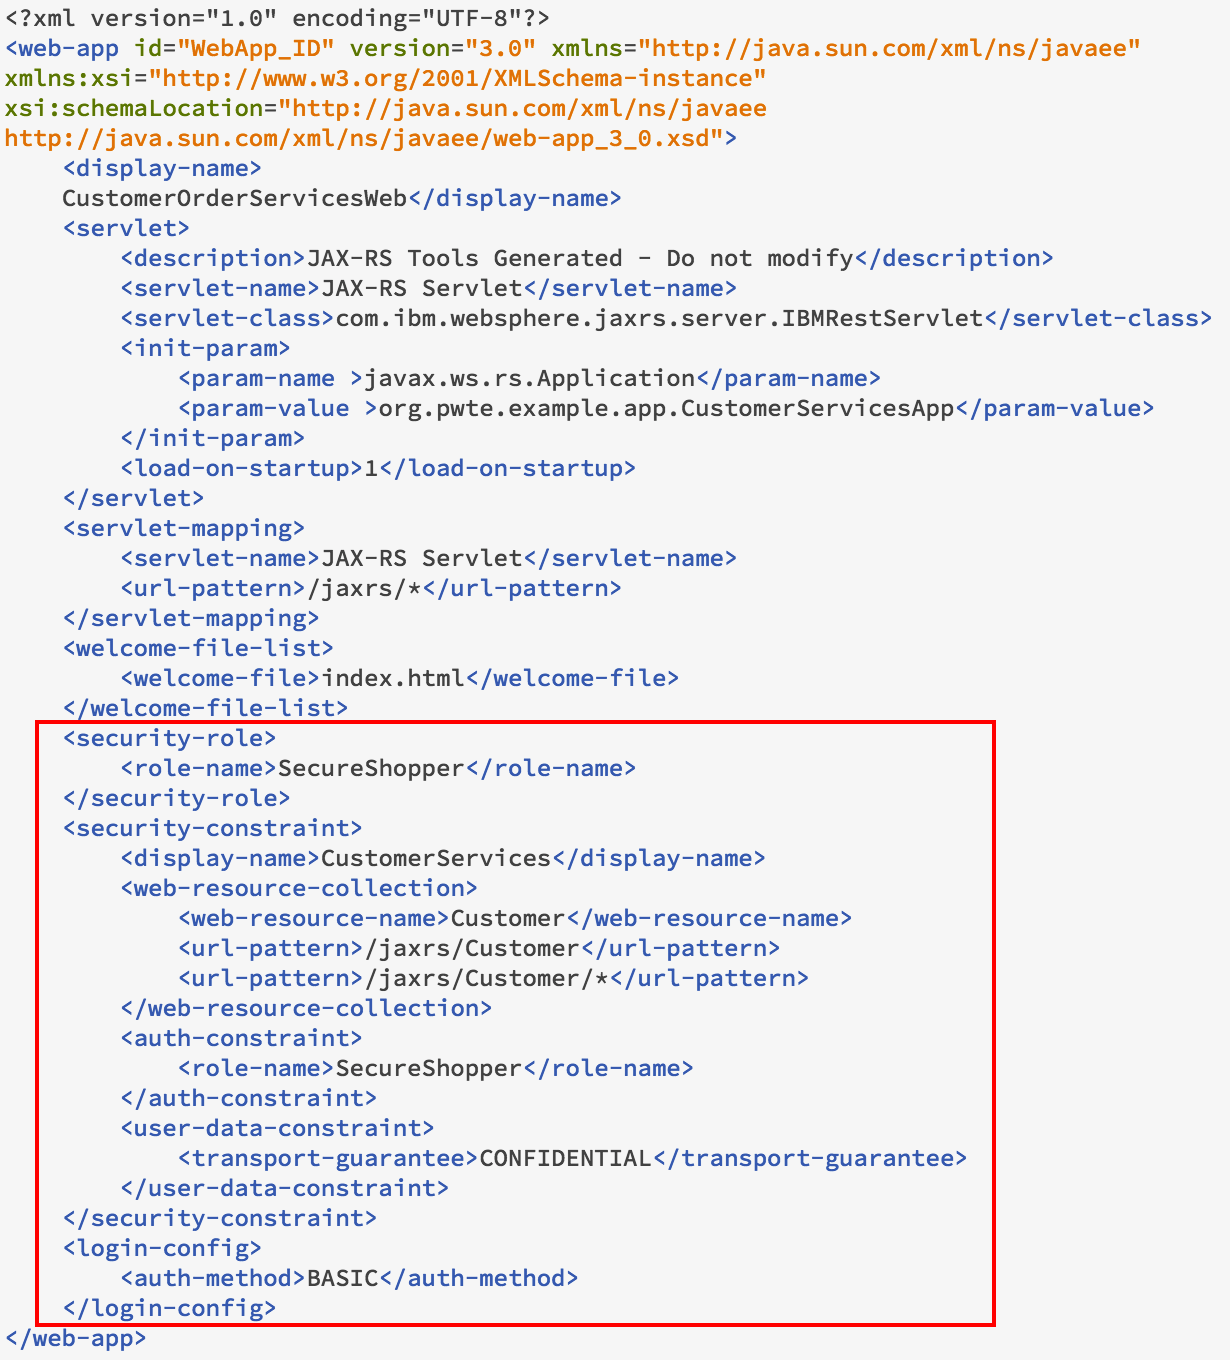 <?xml version="1.0" encoding="UTF-8"?>
<web-app id="WebApp_ID" version="3.0" xmlns="http://java.sun.com/xml/ns/javaee"
xmlns:xsi="http://www.w3.org/2001/XMLSchema-instance"
xsi:schemaLocation="http://java.sun.com/xml/ns/javaee
http://java.sun.com/xml/ns/javaee/web-app_3_0.xsd">
    <display-name>
    CustomerOrderServicesWeb</display-name>
    <servlet>
        <description>JAX-RS Tools Generated - Do not modify</description>
        <servlet-name>JAX-RS Servlet</servlet-name>
        <servlet-class>com.ibm.websphere.jaxrs.server.IBMRestServlet</servlet-class>
        <init-param>
            <param-name >javax.ws.rs.Application</param-name>
            <param-value >org.pwte.example.app.CustomerServicesApp</param-value>
        </init-param>
        <load-on-startup>1</load-on-startup>
    </servlet>
    <servlet-mapping>
        <servlet-name>JAX-RS Servlet</servlet-name>
        <url-pattern>/jaxrs/*</url-pattern>
    </servlet-mapping>
    <welcome-file-list>
        <welcome-file>index.html</welcome-file>
    </welcome-file-list>
    <security-role>
        <role-name>SecureShopper</role-name>
    </security-role>
    <security-constraint>
        <display-name>CustomerServices</display-name>
        <web-resource-collection>
            <web-resource-name>Customer</web-resource-name>
            <url-pattern>/jaxrs/Customer</url-pattern>
            <url-pattern>/jaxrs/Customer/*</url-pattern>
        </web-resource-collection>
        <auth-constraint>
            <role-name>SecureShopper</role-name>
        </auth-constraint>
        <user-data-constraint>
            <transport-guarantee>CONFIDENTIAL</transport-guarantee>
        </user-data-constraint>
    </security-constraint>
    <login-config>
        <auth-method>BASIC</auth-method>
    </login-config>
</web-app>